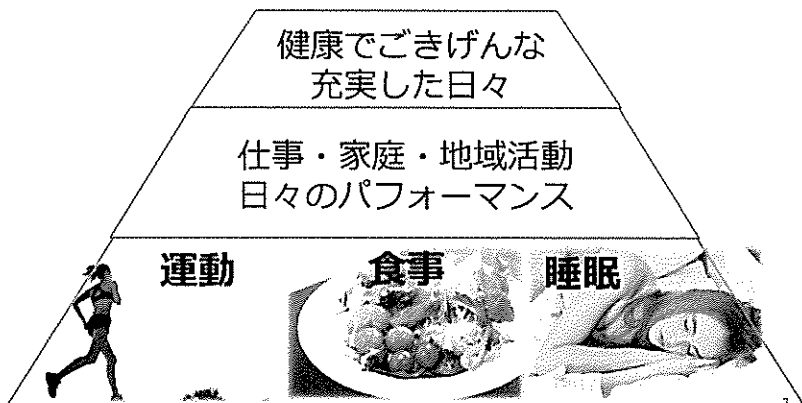 健康でごきげんな
充実した日々
仕事・家庭・地域活動
日々のパフォーマンス
運動
食事
睡眠